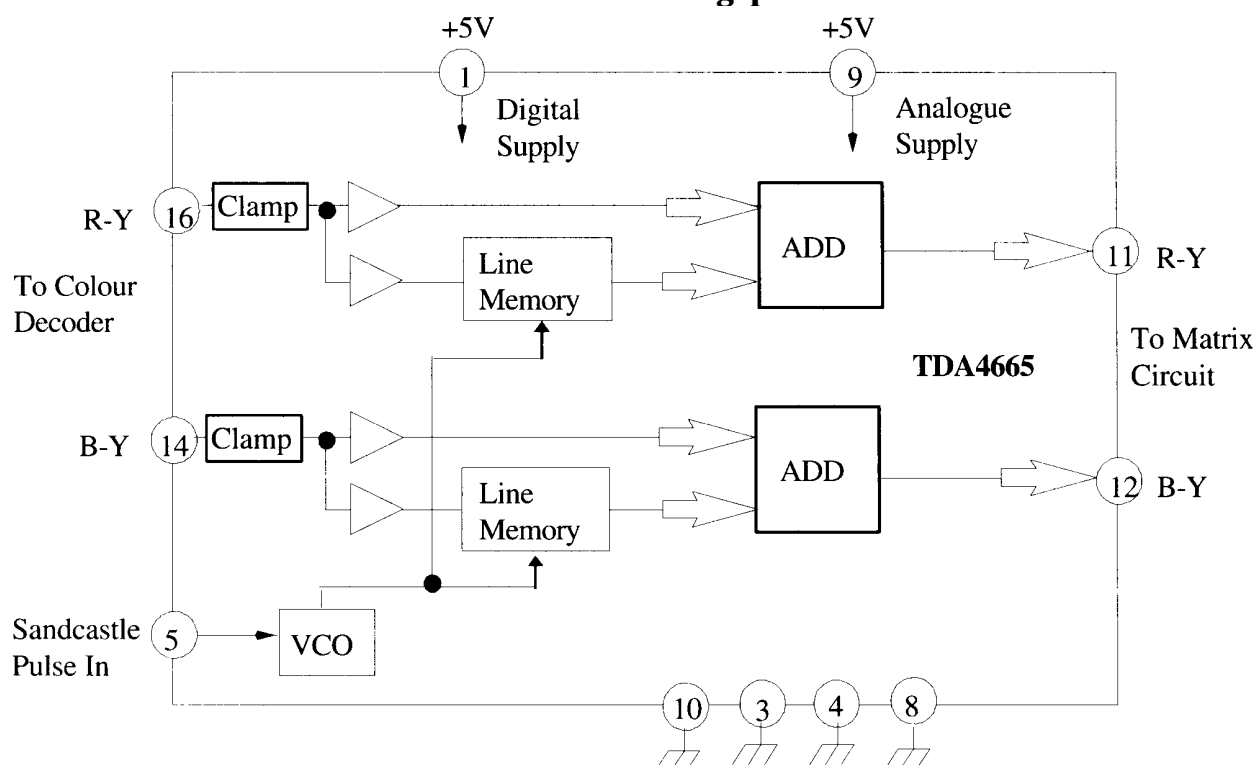 +5V
+5V
1
9
Digital
Supply
Analogue
Supply
R-Y
16
Clamp
Line
Memory
ADD
11
R-Y
To Colour
Decoder
To Matrix
Circuit
TDA4665
B-Y
14
Clamp
Line
Memory
ADD
12
B-Y
Sandcastle
Pulse In
5
VCO
10
3
4
8